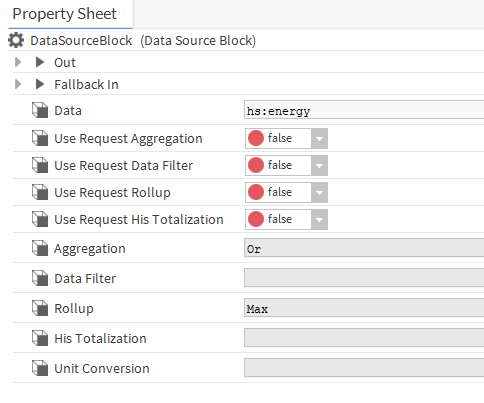 Property Sheet
DataSourceBlock (Data Source Block)
Out
Fallback In
Data hs:energy
Use Request Aggregation false
Use Request Data Filter false
Use Request Rollup false
Use Request His Totalization false
Aggregation Or
Data Filter
Rollup Max
His Totalization
Unit Conversion